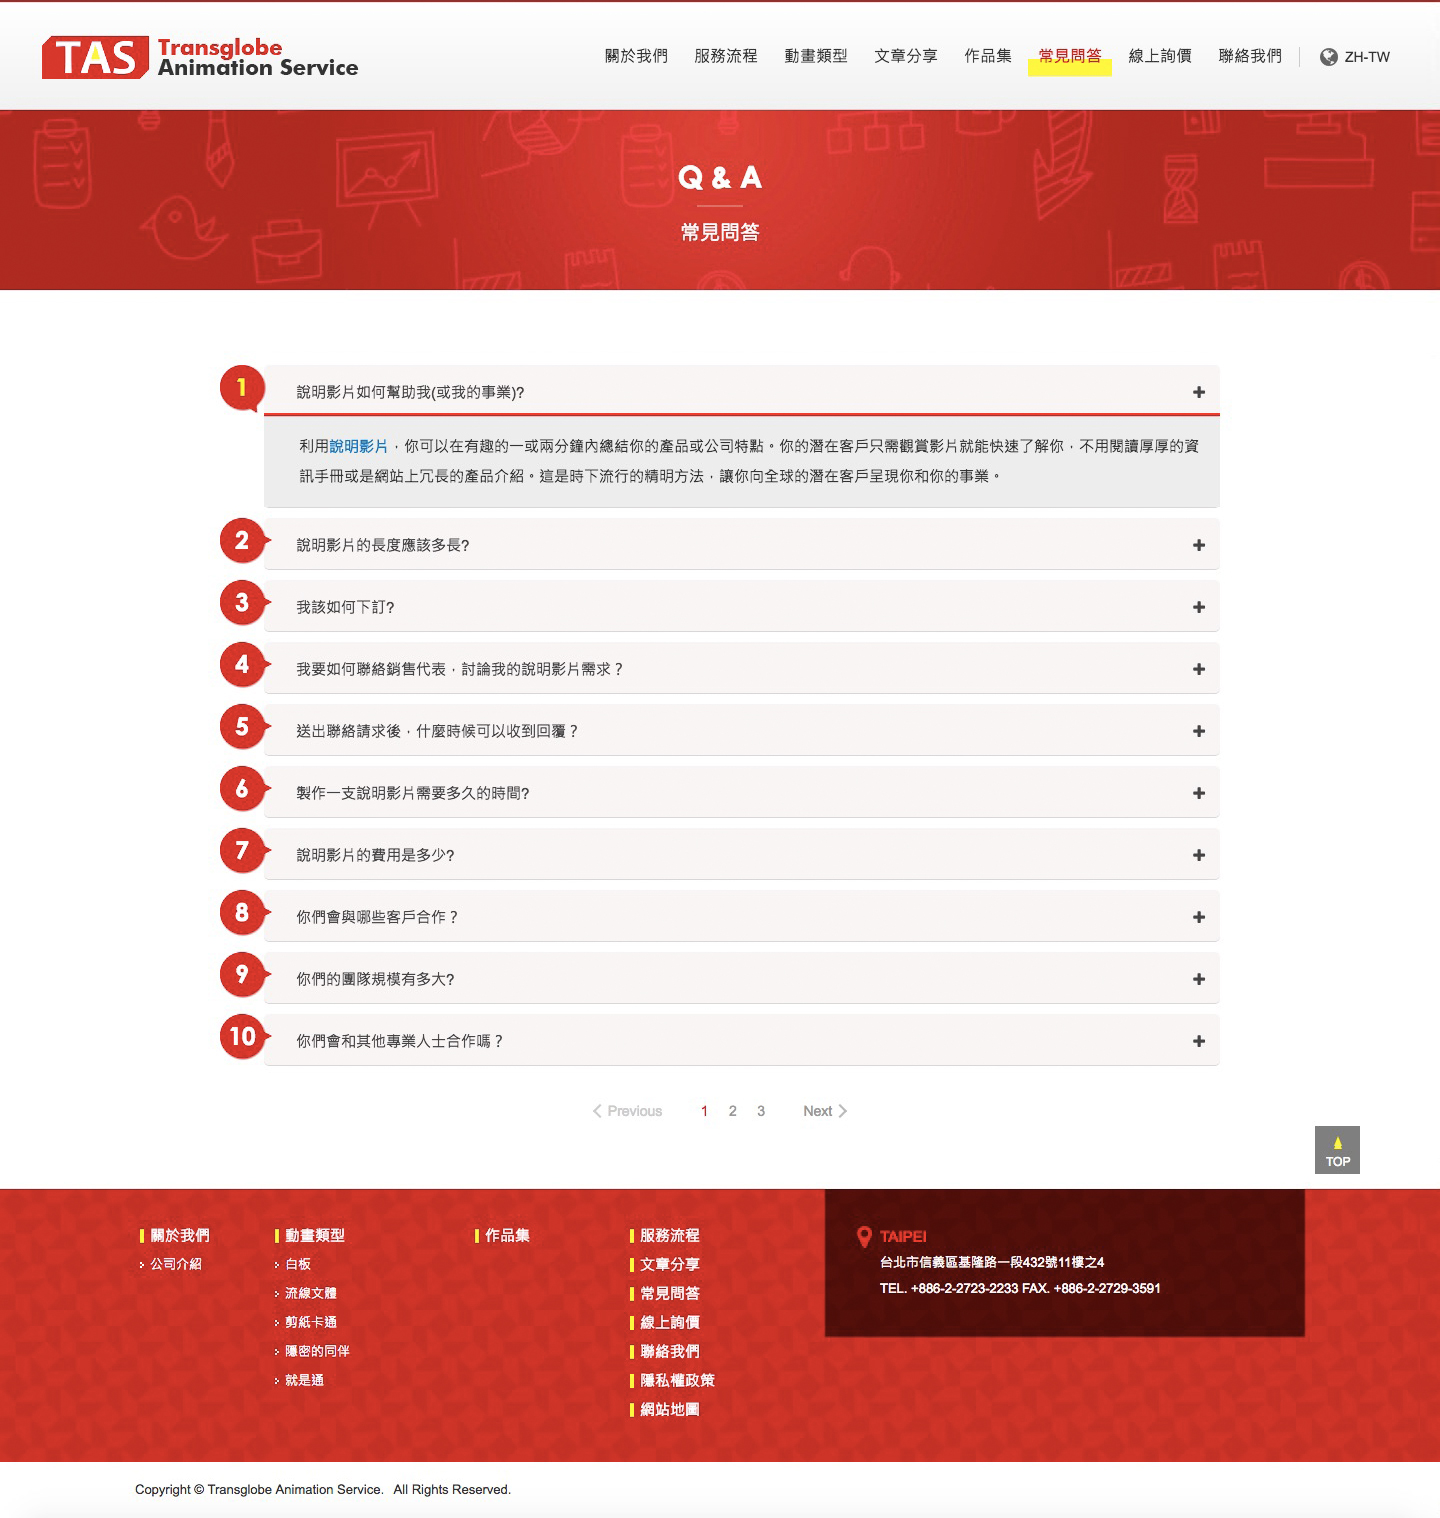 TAS Transglobe
Animation Service
關於我們 服務流程 動畫類型 文章分享 作品集 常見問答 線上詢價 聯絡我們 ZH-TW
Q & A
常見問答
1 說明影片如何幫助我(或我的事業)?
利用說明影片，你可以在有趣的一或兩分鐘內總結你的產品或公司特點。你的潛在客戶只需觀賞影片就能快速了解你，不用閱讀厚厚的資
訊手冊或是網站上冗長的產品介紹。這是時下流行的精明方法，讓你向全球的潛在客戶呈現你和你的事業。
2 說明影片的長度應該多長?
3 我該如何下訂?
4 我要如何聯絡銷售代表，討論我的說明影片需求？
5 送出聯絡請求後，什麼時候可以收到回覆？
6 製作一支說明影片需要多久的時間?
7 說明影片的費用是多少?
8 你們會與哪些客戶合作？
9 你們的團隊規模有多大?
10 你們會和其他專業人士合作嗎？
Previous 1 2 3 Next
TOP
關於我們
公司介紹
動畫類型
白板
流線文體
剪紙卡通
隱密的同伴
就是通
作品集
服務流程
文章分享
常見問答
線上詢價
聯絡我們
隱私權政策
網站地圖
TAIPEI
台北市信義區基隆路一段432號11樓之4
TEL. +886-2-2723-2233 FAX. +886-2-2729-3591
Copyright © Transglobe Animation Service. All Rights Reserved.